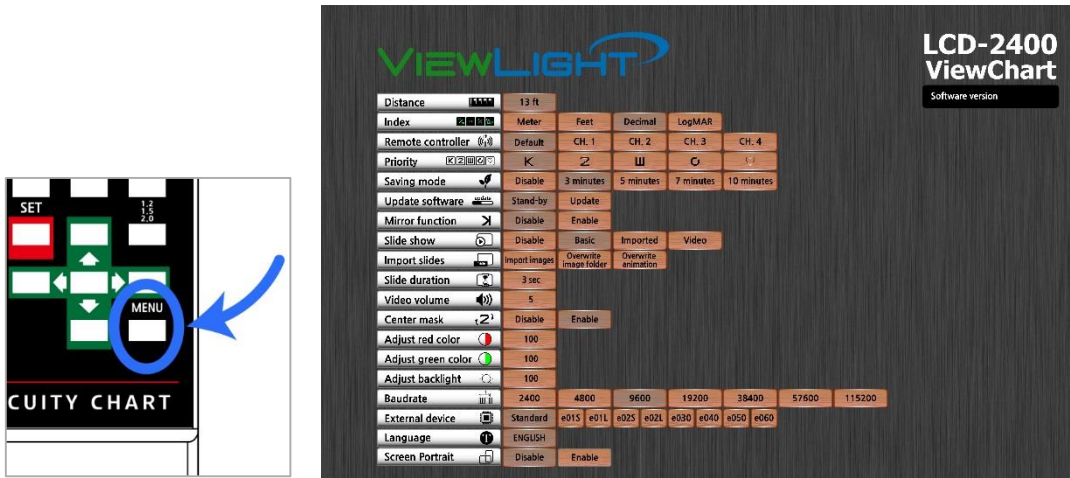 SET
1.2
1.5
2.0
MENU
CUITY CHART
VIEWLIGHT
LCD-2400
ViewChart
Software version
Distance 13 ft
Index Meter Feet Decimal LogMAR
Remote controller Default CH. 1 CH. 2 CH. 3 CH. 4
Priority K Z Ш C
Saving mode Disable 3 minutes 5 minutes 7 minutes 10 minutes
Update software update Stand-by Update
Mirror function Disable Enable
Slide show Disable Basic Imported Video
Import slides Import images Overwrite image folder Overwrite animation
Slide duration 3 sec
Video volume 5
Center mask Disable Enable
Adjust red color 100
Adjust green color 100
Adjust backlight 100
Baudrate 2400 4800 9600 19200 38400 57600 115200
External device Standard e01S e01L e02S e02L e030 e040 e050 e060
Language ENGLISH
Screen Portrait Disable Enable